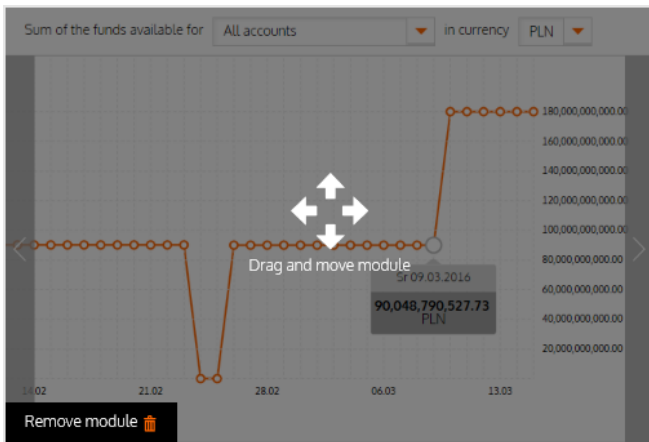 Sum of the funds available for All accounts in currency PLN
180,000,000,000.00
160,000,000,000.00
140,000,000,000.00
120,000,000,000.00
100,000,000,000.00
80,000,000,000.00
60,000,000,000.00
40,000,000,000.00
20,000,000,000.00
Drag and move module
Sr 09.03.2016
90,048,790,527.73
PLN
14.02 21.02 28.02 06.03 13.03
Remove module